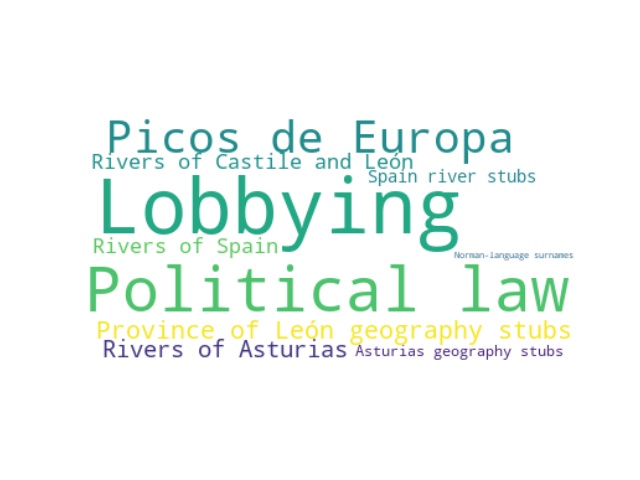 Picos de Europa
Rivers of Castile and León
Spain river stubs
Lobbying
Rivers of Spain
Norman-language surnames
Political law
Province of León geography stubs
Rivers of Asturias
Asturias geography stubs